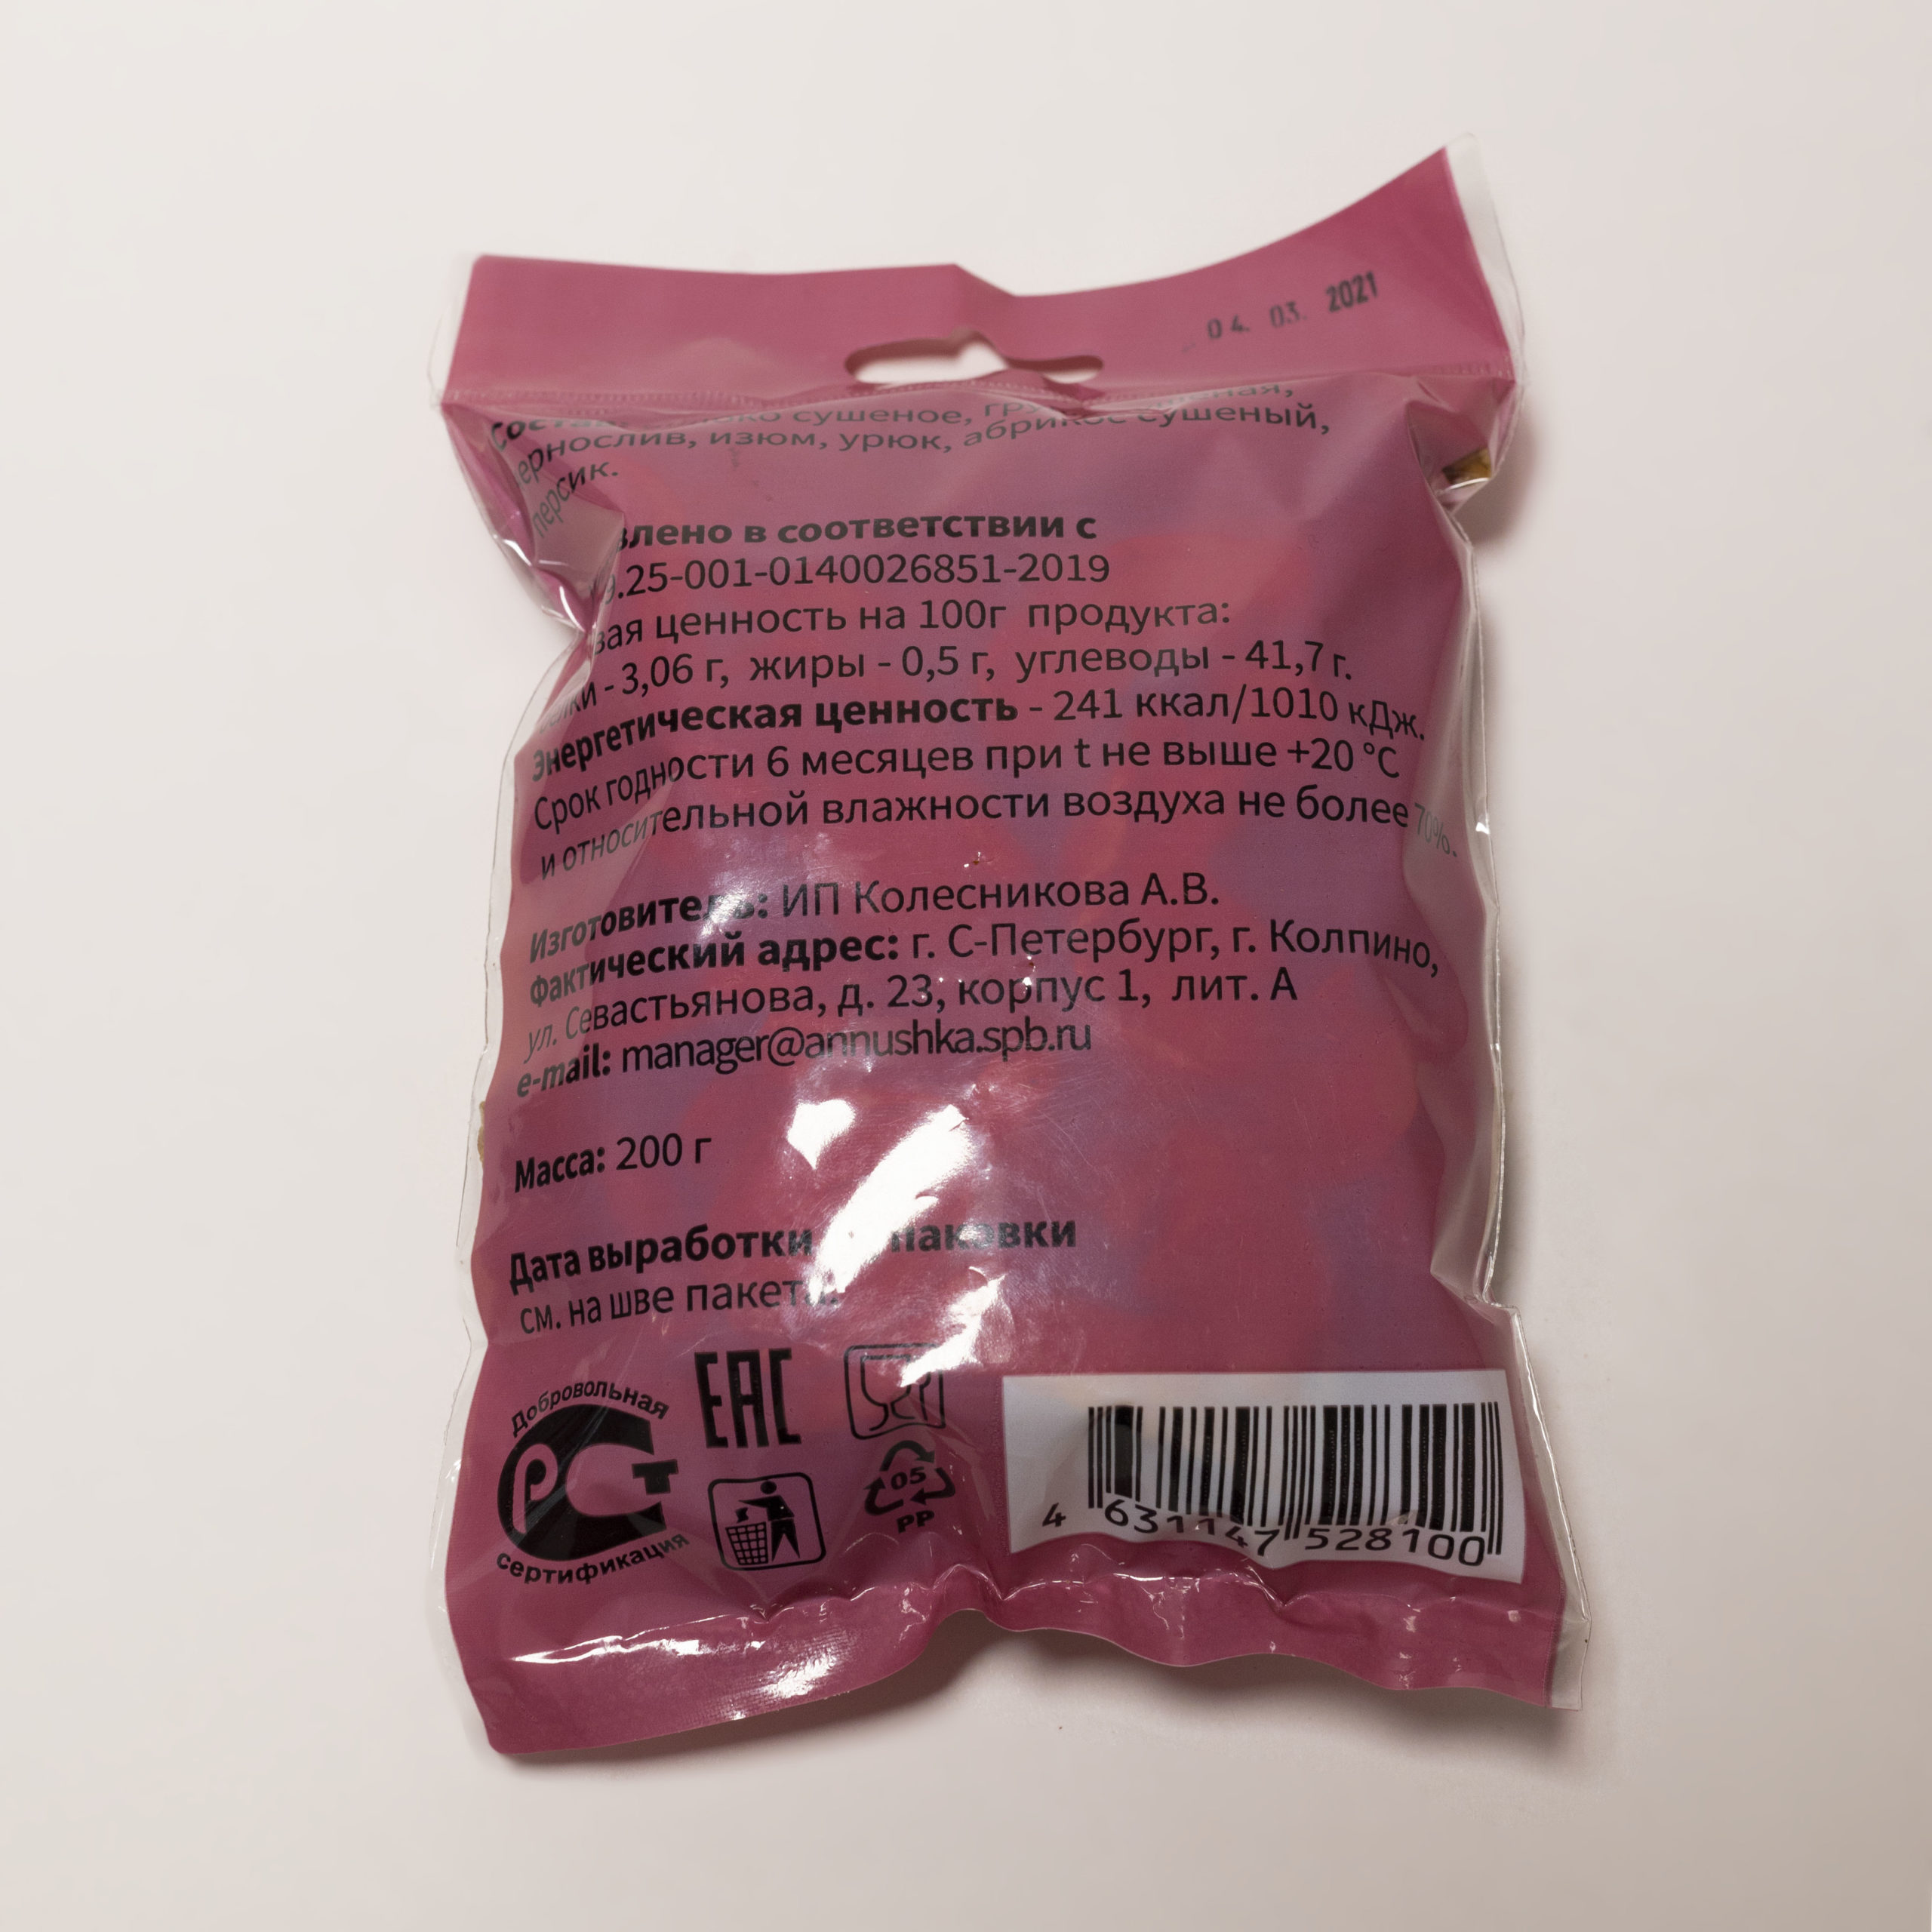 04. 03. 2021
сушеное,
изюм, урюк, абрикос сушеный,
персик.
в соответствии с
.25-001-0140026851-2019
ценность на 100г продукта:
- 3,06 г, жиры - 0,5 г, углеводы - 41,7 г.
Энергетическая ценность - 241 ккал/1010 кДж.
Срок годности 6 месяцев при t не выше +20 °C
и относительной влажности воздуха не более 70%.
Изготовитель: ИП Колесникова А.В.
Фактический адрес: г. С-Петербург, г. Колпино,
ул. Севастьянова, д. 23, корпус 1, лит. А
e-mail: manager@annushka.spb.ru
Масса: 200 г
Дата выработки
см. на шве пакета.
Добровольная
РСТ
сертификация
ЕАС
05
PP
4 631147 528100